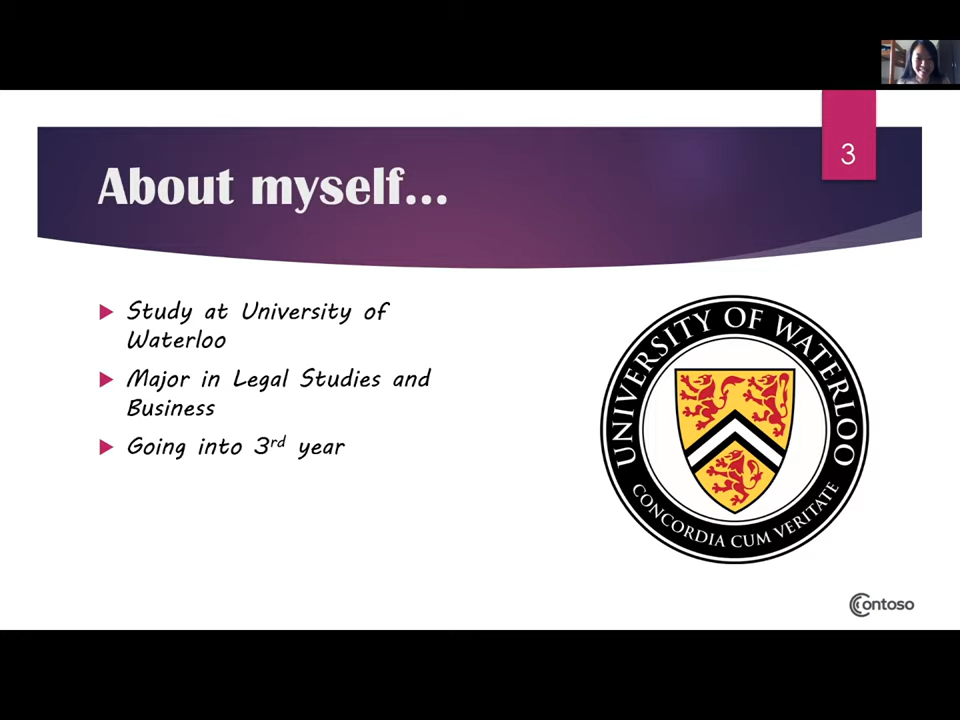 3
About myself...
Study at University of
Waterloo
Major in Legal Studies and
Business
Going into 3rd year
UNIVERSITY OF WATERLOO
CONCORDIA CUM VERITATE
Contoso